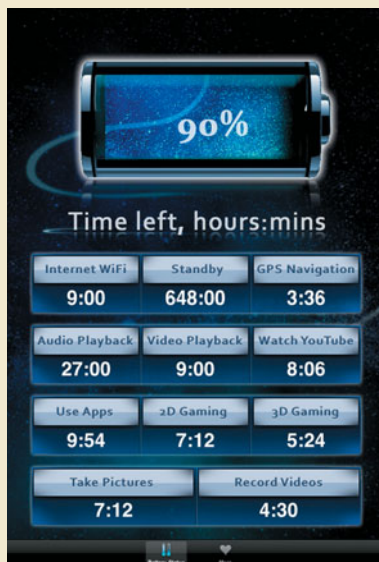 90%
Time left, hours:mins
Internet WiFi Standby GPS Navigation
9:00 648:00 3:36
Audio Playback Video Playback Watch YouTube
27:00 9:00 8:06
Use Apps 2D Gaming 3D Gaming
9:54 7:12 5:24
Take Pictures Record Videos
7:12 4:30